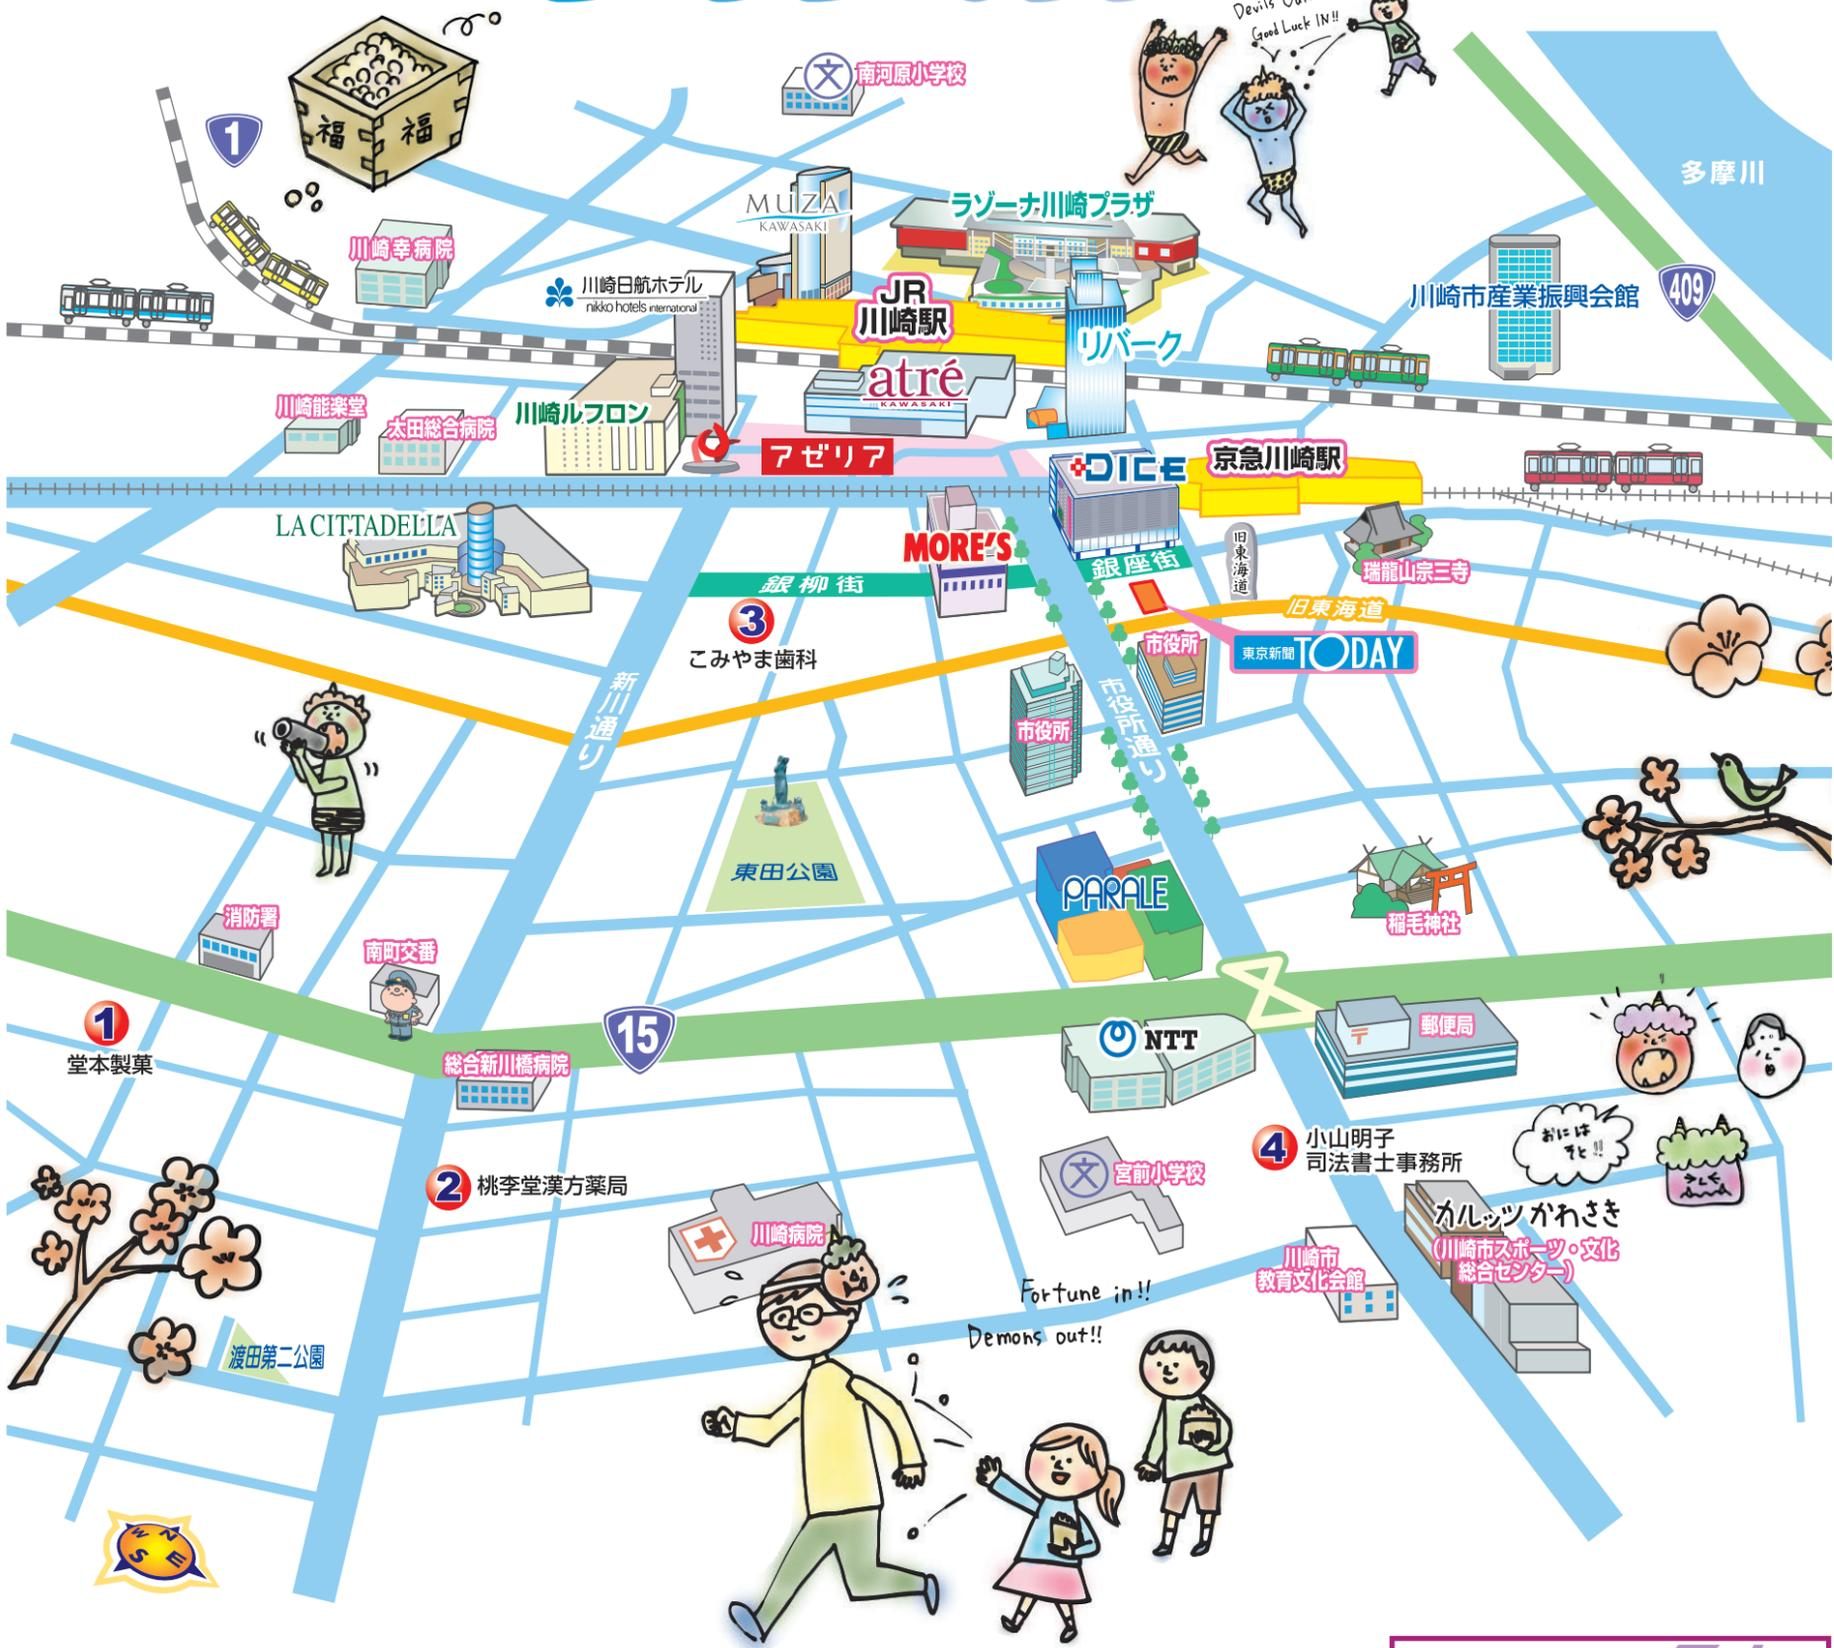 Good Luck IN!!
南河原小学校
1
福 福
多摩川
MUZA
KAWASAKI
ラゾーナ川崎プラザ
川崎幸病院
川崎日航ホテル
nikko hotels international
JR
川崎駅
リバーク
川崎市産業振興会館
409
atré
KAWASAKI
川崎能楽堂
太田総合病院
川崎ルフロン
アゼリア
DICE
京急川崎駅
LA CITTADELLA
MORE'S
銀柳街
銀座街
旧東海道
瑞龍山宗三寺
旧東海道
3
こみやま歯科
市役所
東京新聞TODAY
新川通り
市役所通り
市役所
東田公園
PARALE
稲毛神社
消防署
南町交番
1
堂本製菓
15
総合新川橋病院
NTT
郵便局
4
小山明子
司法書士事務所
おには
そと!!
2
桃李堂漢方薬局
宮前小学校
川崎病院
カルッツかわさき
(川崎市スポーツ・文化
総合センター)
川崎市
教育文化会館
Fortune in!!
Demons out!!
渡田第二公園
W N
S E